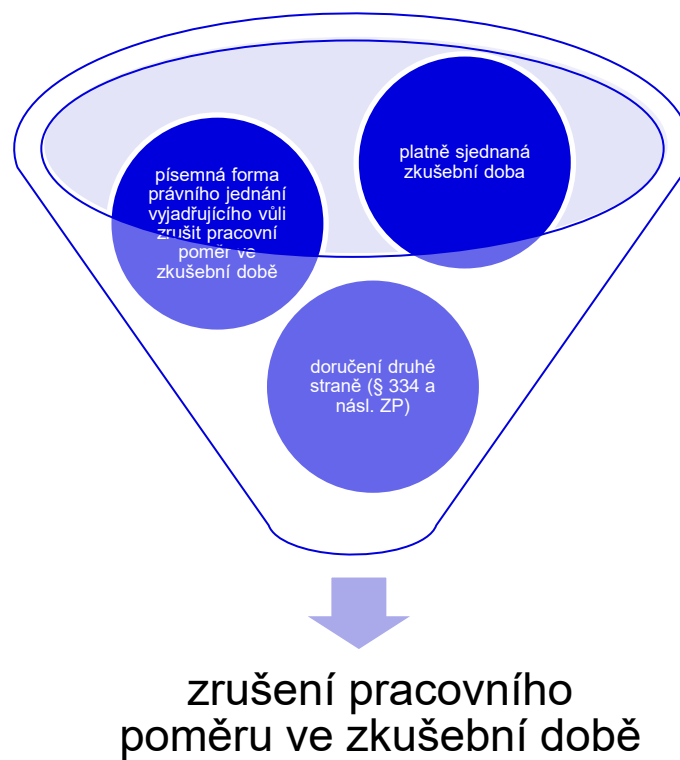 písemná forma
právního jednání
vyjadřujícího vůli
zrušit pracovní
poměr ve
zkušební době
platně sjednaná
zkušební doba
doručení druhé
straně (§ 334 a
násl. ZP)
zrušení pracovního
poměru ve zkušební době